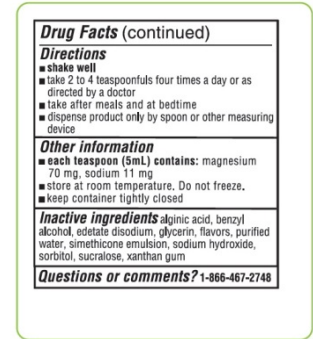 Drug Facts (continued)
Directions
■ shake well
■ take 2 to 4 teaspoonfuls four times a day or as
directed by a doctor
■ take after meals and at bedtime
■ dispense product only by spoon or other measuring
device
Other information
■ each teaspoon (5mL) contains: magnesium
70 mg, sodium 11 mg
■ store at room temperature. Do not freeze.
■ keep container tightly closed
Inactive ingredients alginic acid, benzyl
alcohol, edetate disodium, glycerin, flavors, purified
water, simethicone emulsion, sodium hydroxide,
sorbitol, sucralose, xanthan gum
Questions or comments? 1-866-467-2748